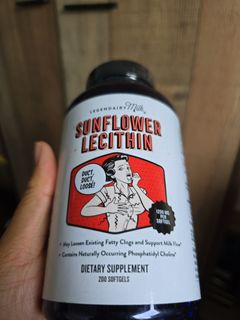 LEGENDAIRY Milk
SUNFLOWER
LECITHIN
DUCT,
DUCT,
LOOSE!
1200 MG
PER
SOFTGEL
May Loosen Existing Fatty Clogs and Support Milk Flow*
Contains Naturally Occurring Phosphatidyl Choline*
DIETARY SUPPLEMENT
200 SOFTGELS